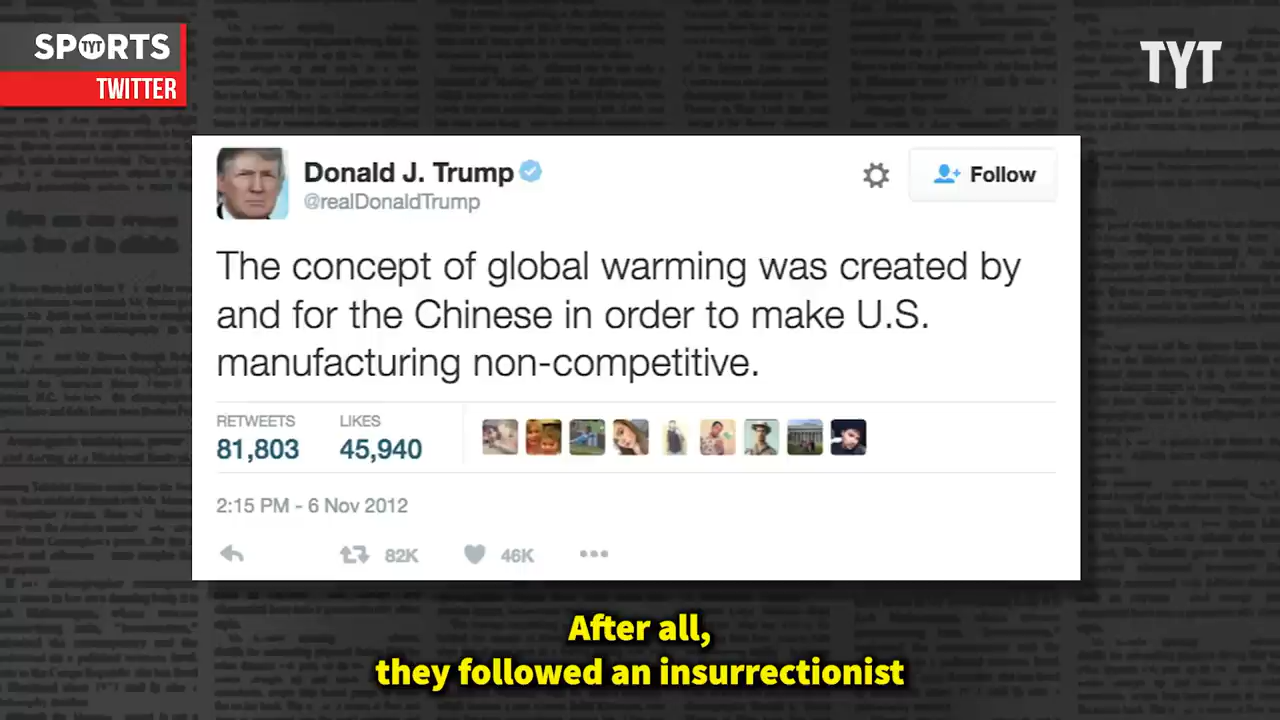 SPORTS
TYT
TWITTER
TYT
Donald J. Trump
@realDonaldTrump
Follow
The concept of global warming was created by
and for the Chinese in order to make U.S.
manufacturing non-competitive.
RETWEETS LIKES
81,803 45,940
2:15 PM - 6 Nov 2012
82K 46K
After all,
they followed an insurrectionist